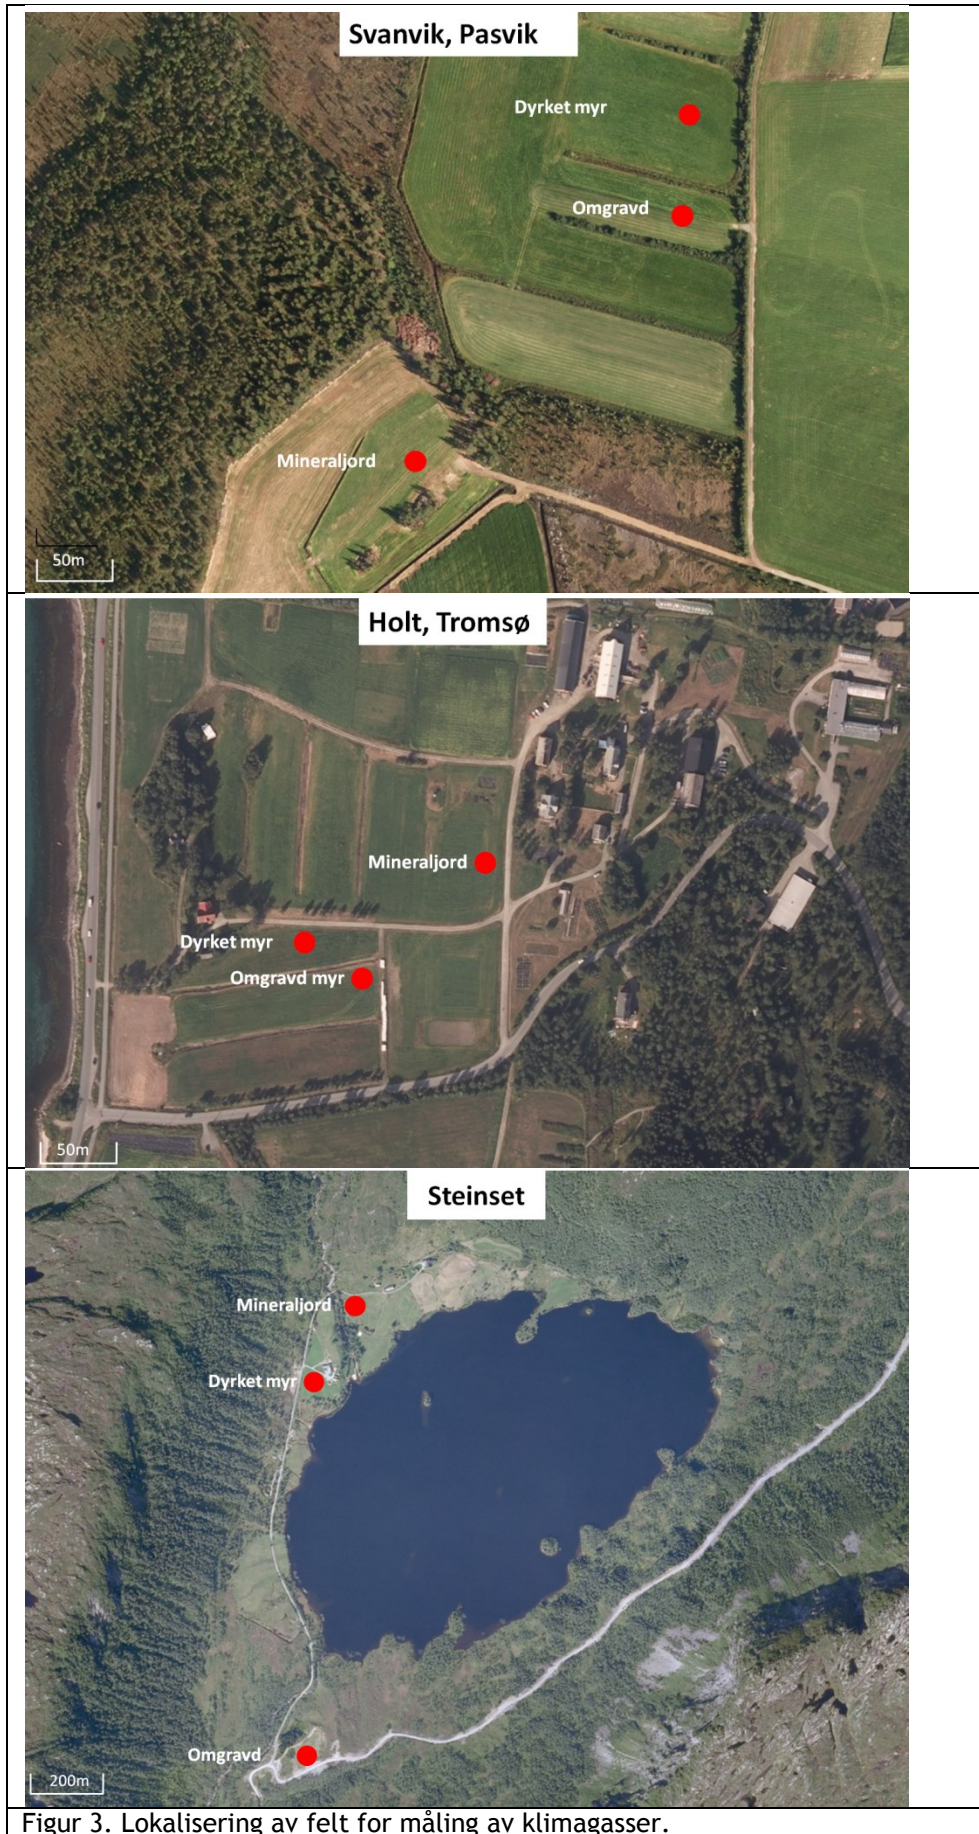 Svanvik, Pasvik
Dyrket myr
Omgravd
Mineraljord
50m
Holt, Tromsø
Mineraljord
Dyrket myr
Omgravd myr
50m
Steinset
Mineraljord
Dyrket myr
Omgravd
200m
Figur 3. Lokalisering av felt for måling av klimagasser.